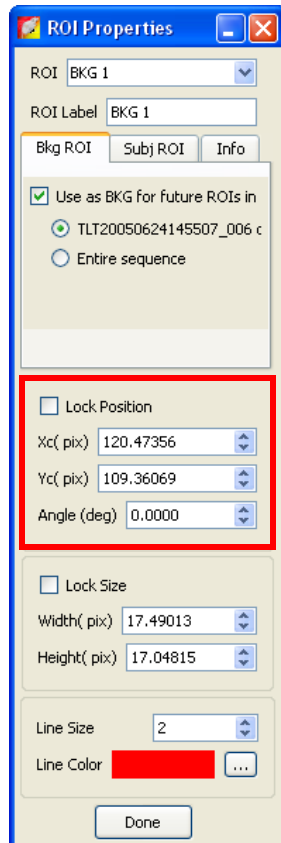 ROI Properties
ROI BKG 1
ROI Label BKG 1
Bkg ROI Subj ROI Info
Use as BKG for future ROIs in
TLT20050624145507_006 c
Entire sequence
Lock Position
Xc( pix) 120.47356
Yc( pix) 109.36069
Angle (deg) 0.0000
Lock Size
Width( pix) 17.49013
Height( pix) 17.04815
Line Size 2
Line Color ...
Done